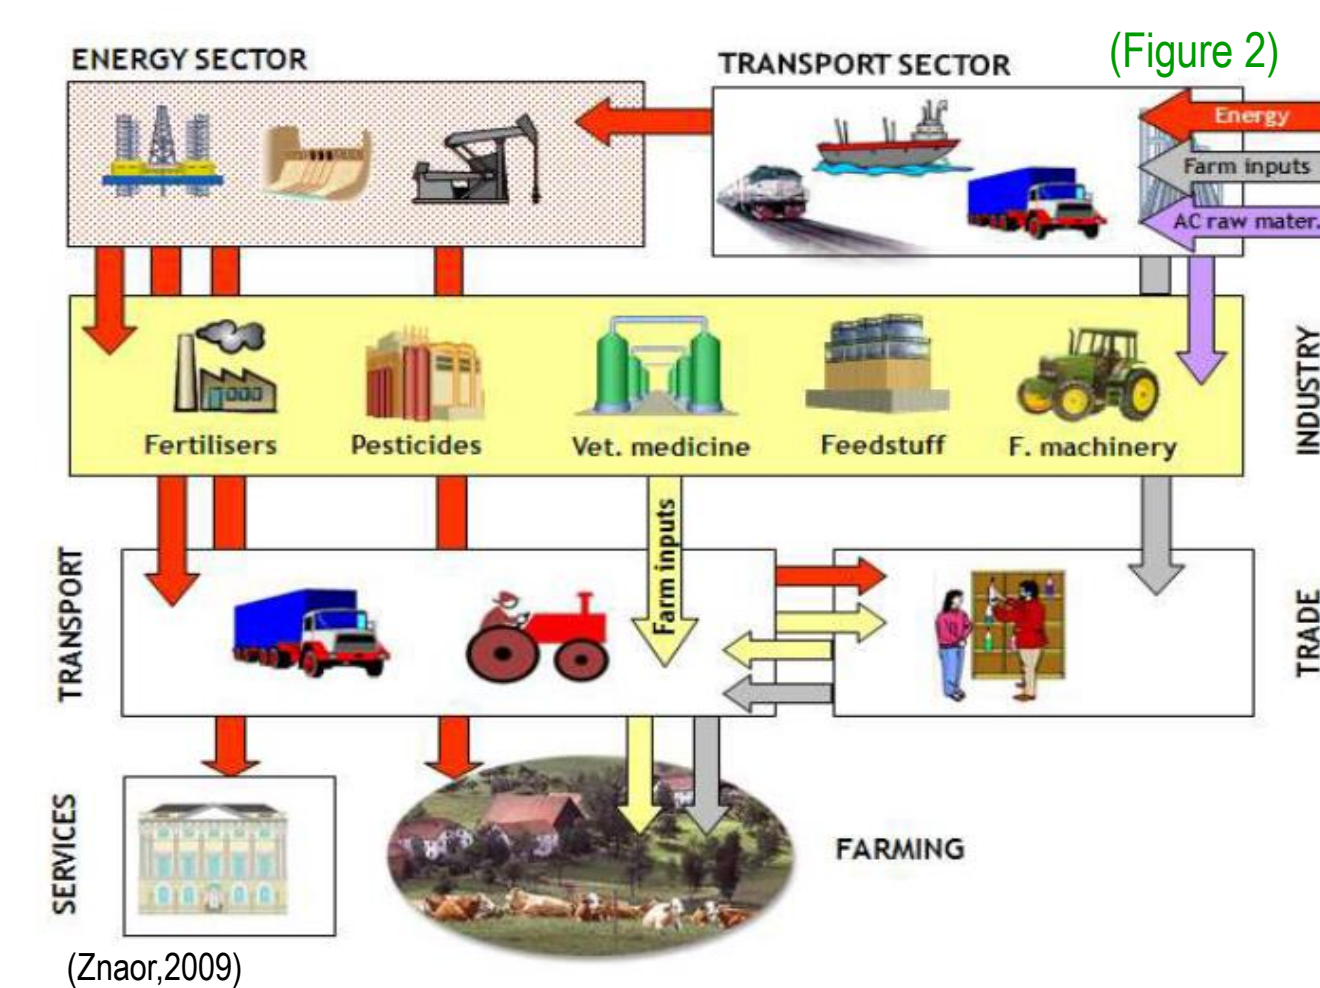 (Figure 2)
ENERGY SECTOR
TRANSPORT SECTOR
Energy
Farm inputs
AC raw mater.
INDUSTRY
Fertilisers
Pesticides
Vet. medicine
Feedstuff
F. machinery
TRANSPORT
Farm inputs
TRADE
SERVICES
FARMING
(Znaor,2009)